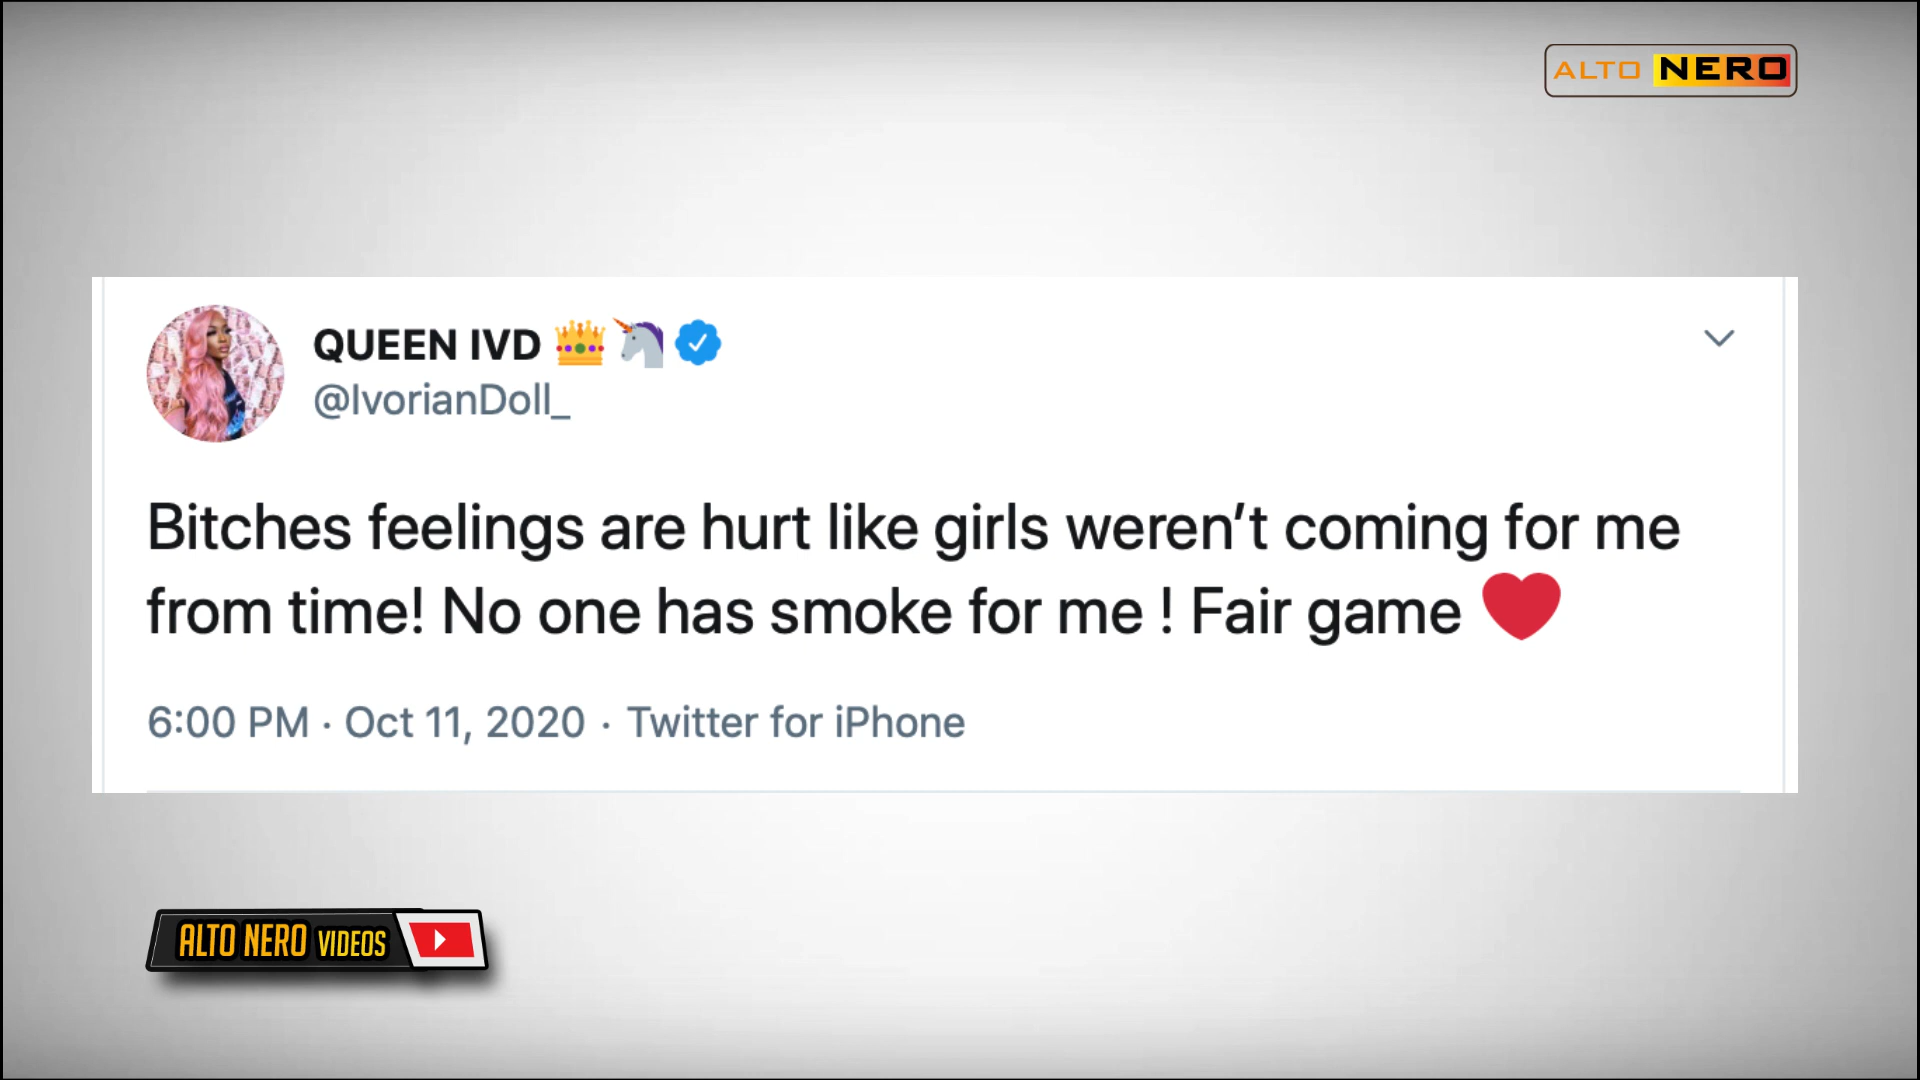 ALTO NERO
QUEEN IVD 👑🦄
@IvorianDoll_
Bitches feelings are hurt like girls weren’t coming for me
from time! No one has smoke for me ! Fair game ❤️
6:00 PM · Oct 11, 2020 · Twitter for iPhone
ALTO NERO VIDEOS